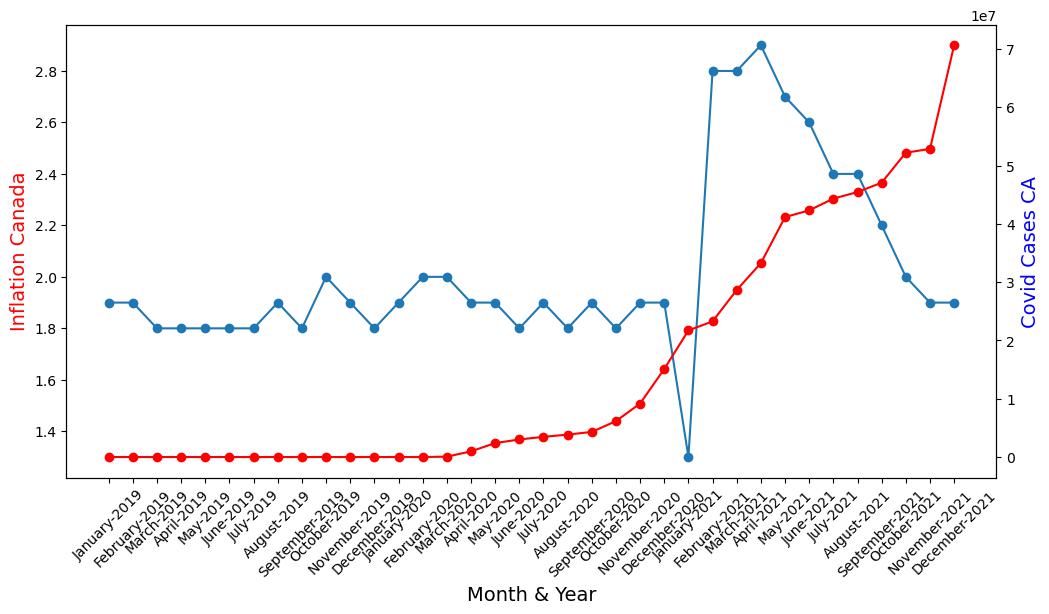 1e7
2.8
2.6
2.4
2.2
2.0
1.8
1.6
1.4
Inflation Canada
7
6
5
4
3
2
1
0
Covid Cases CA
January-2019
February-2019
March-2019
April-2019
May-2019
June-2019
July-2019
August-2019
September-2019
October-2019
November-2019
December-2019
January-2020
February-2020
March-2020
April-2020
May-2020
June-2020
July-2020
August-2020
September-2020
October-2020
November-2020
December-2020
January-2021
February-2021
March-2021
April-2021
May-2021
June-2021
July-2021
August-2021
September-2021
October-2021
November-2021
December-2021
Month & Year